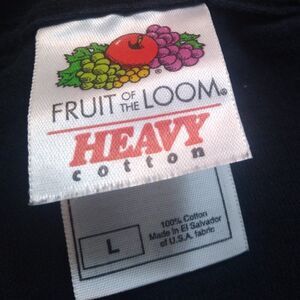 FRUIT OF THE LOOM®
HEAVY
cotton
L
100% Cotton
Made in El Salvador
of U.S.A. fabric